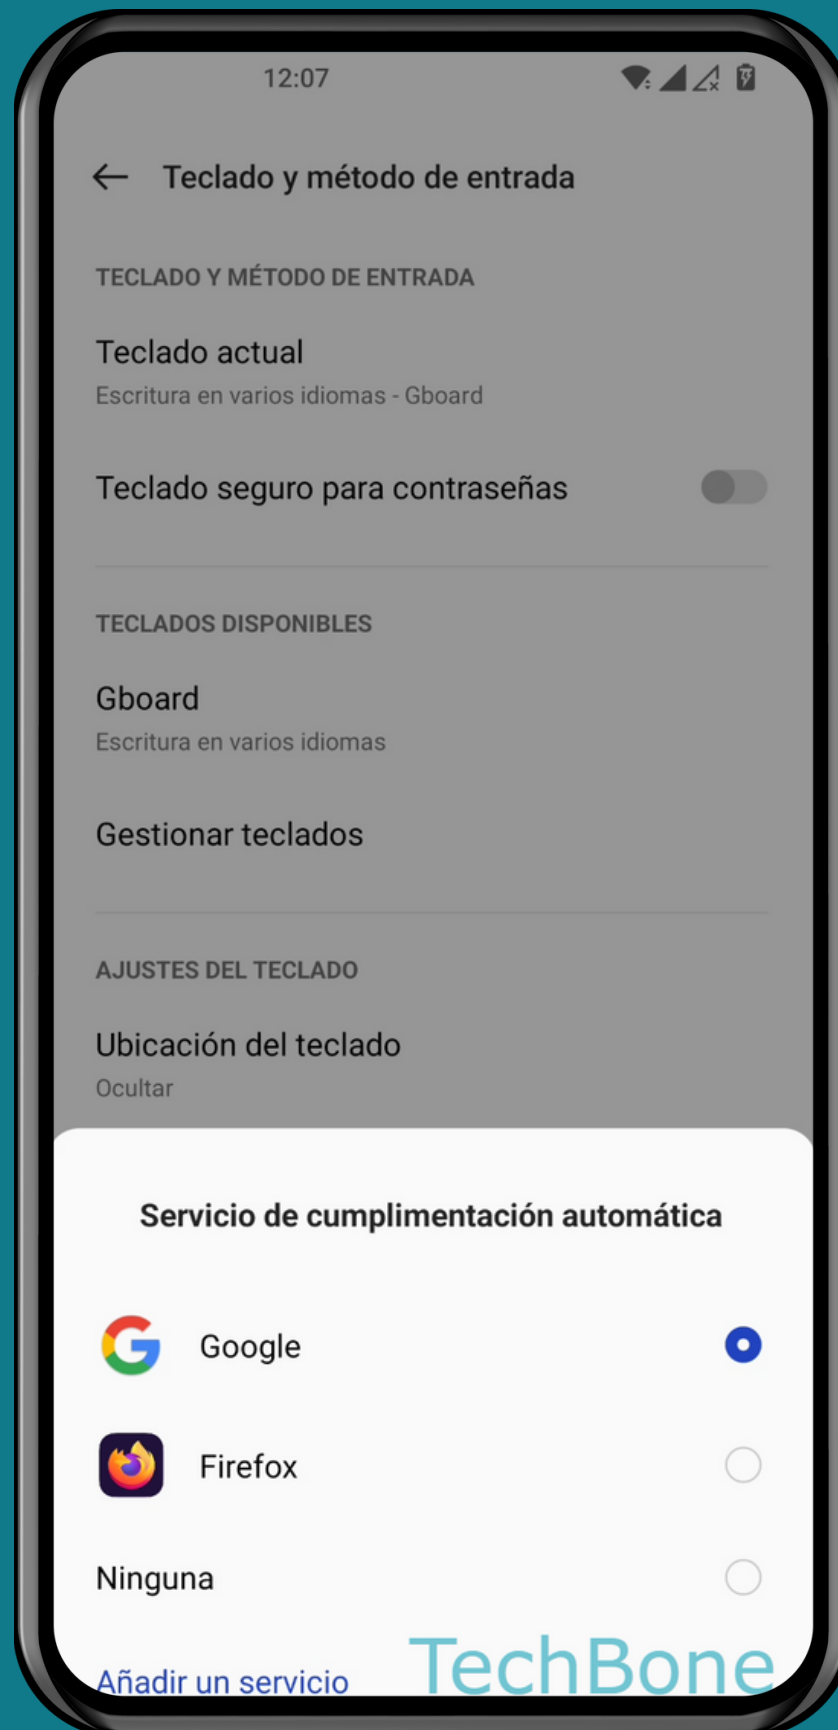 12:07
Teclado y método de entrada
TECLADO Y MÉTODO DE ENTRADA
Teclado actual
Escritura en varios idiomas - Gboard
Teclado seguro para contraseñas
TECLADOS DISPONIBLES
Gboard
Escritura en varios idiomas
Gestionar teclados
AJUSTES DEL TECLADO
Ubicación del teclado
Ocultar
Servicio de cumplimentación automática
Google
Firefox
Ninguna
Añadir un servicio
TechBone